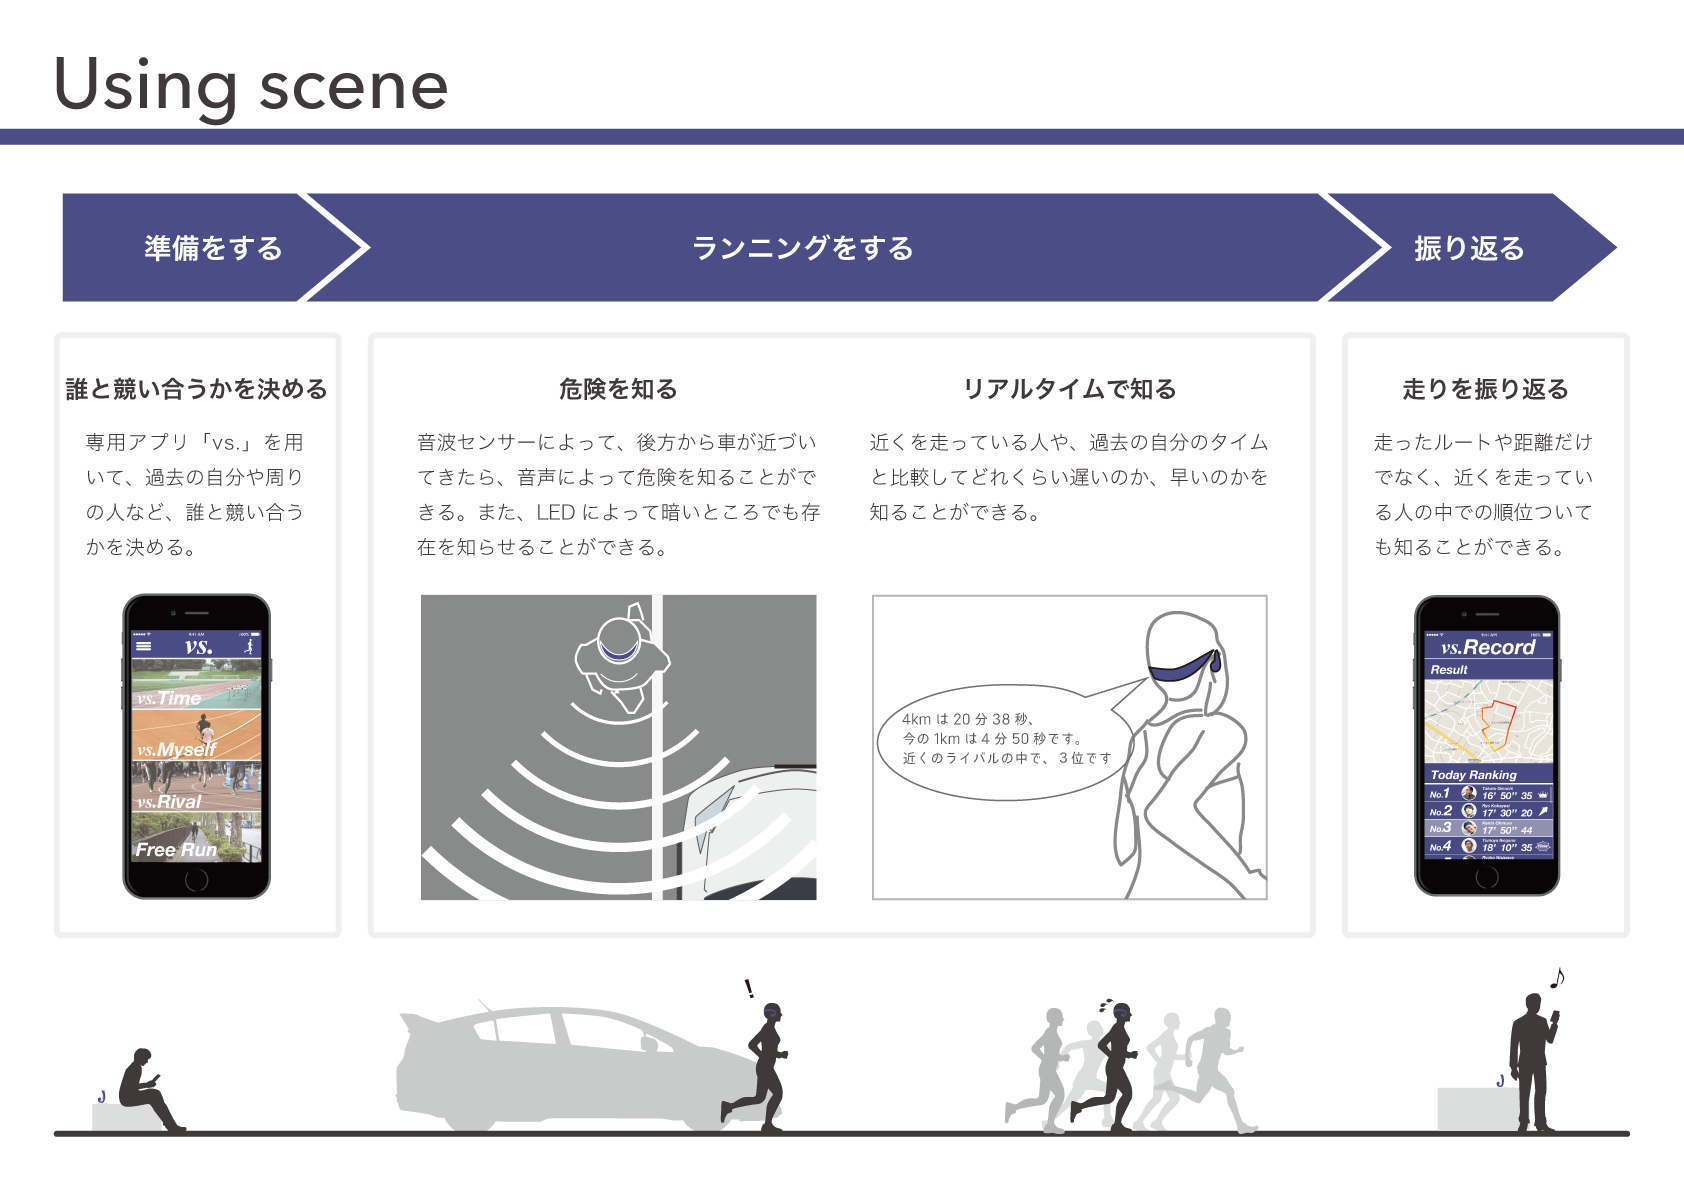 Using scene
準備をする
ランニングをする
振り返る
誰と競い合うかを決める
専用アプリ「vs.」を用
いて、過去の自分や周り
の人など、誰と競い合う
かを決める。
危険を知る
音波センサーによって、後方から車が近づい
てきたら、音声によって危険を知ることがで
きる。また、LED によって暗いところでも存
在を知らせることができる。
リアルタイムで知る
近くを走っている人や、過去の自分のタイム
と比較してどれくらい遅いのか、早いのかを
知ることができる。
走りを振り返る
走ったルートや距離だけ
でなく、近くを走ってい
る人の中での順位ついて
も知ることができる。
9:41 AM
100%
vs.
vs.Time
vs.Myself
vs.Rival
Free Run
4km は 20 分 38 秒、
今の 1km は 4 分 50 秒です。
近くのライバルの中で、3 位です
!
9:41 AM
100%
vs.Record
Result
Today Ranking
No.1
16' 50" 35
No.2
17' 30" 20
No.3
17' 50" 44
No.4
18' 10" 35